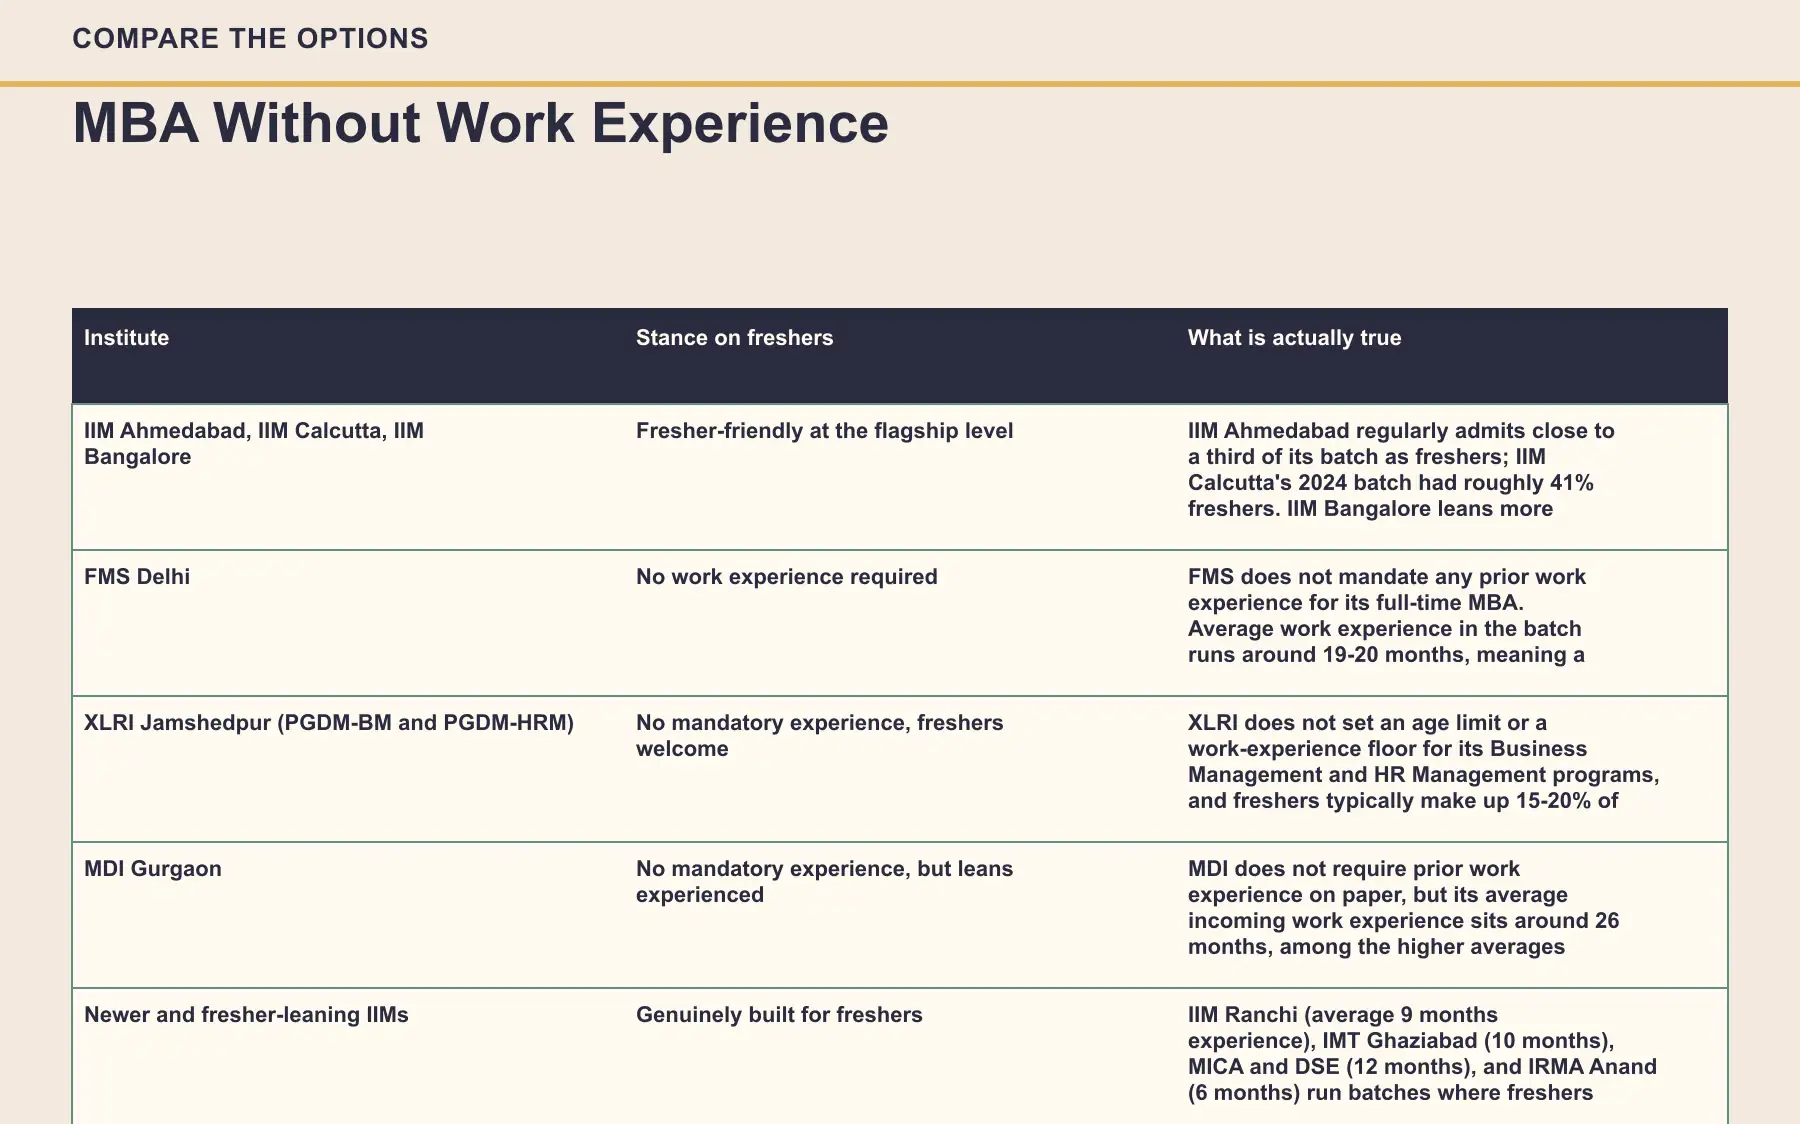 COMPARE THE OPTIONS
MBA Without Work Experience
Institute
Stance on freshers
What is actually true
IIM Ahmedabad, IIM Calcutta, IIM
Bangalore
Fresher-friendly at the flagship level
IIM Ahmedabad regularly admits close to
a third of its batch as freshers; IIM
Calcutta's 2024 batch had roughly 41%
freshers. IIM Bangalore leans more
FMS Delhi
No work experience required
FMS does not mandate any prior work
experience for its full-time MBA.
Average work experience in the batch
runs around 19-20 months, meaning a
XLRI Jamshedpur (PGDM-BM and PGDM-HRM)
No mandatory experience, freshers
welcome
XLRI does not set an age limit or a
work-experience floor for its Business
Management and HR Management programs,
and freshers typically make up 15-20% of
MDI Gurgaon
No mandatory experience, but leans
experienced
MDI does not require prior work
experience on paper, but its average
incoming work experience sits around 26
months, among the higher averages
Newer and fresher-leaning IIMs
Genuinely built for freshers
IIM Ranchi (average 9 months
experience), IMT Ghaziabad (10 months),
MICA and DSE (12 months), and IRMA Anand
(6 months) run batches where freshers